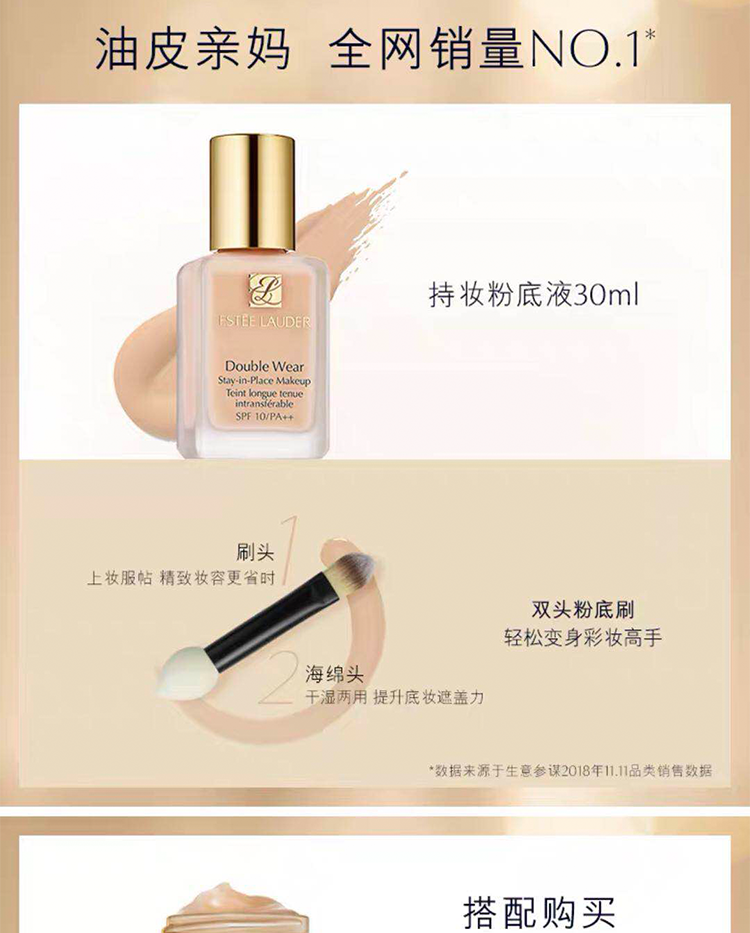 油皮亲妈 全网销量NO.1*
持妆粉底液30ml
ESTĒE LAUDER
Double Wear
Stay-in-Place Makeup
Teint longue tenue
intransférable
SPF 10/PA++
1
刷头
上妆服帖 精致妆容更省时
双头粉底刷
轻松变身彩妆高手
2
海绵头
干湿两用 提升底妆遮盖力
*数据来源于生意参谋2018年11.11品类销售数据
搭配购买